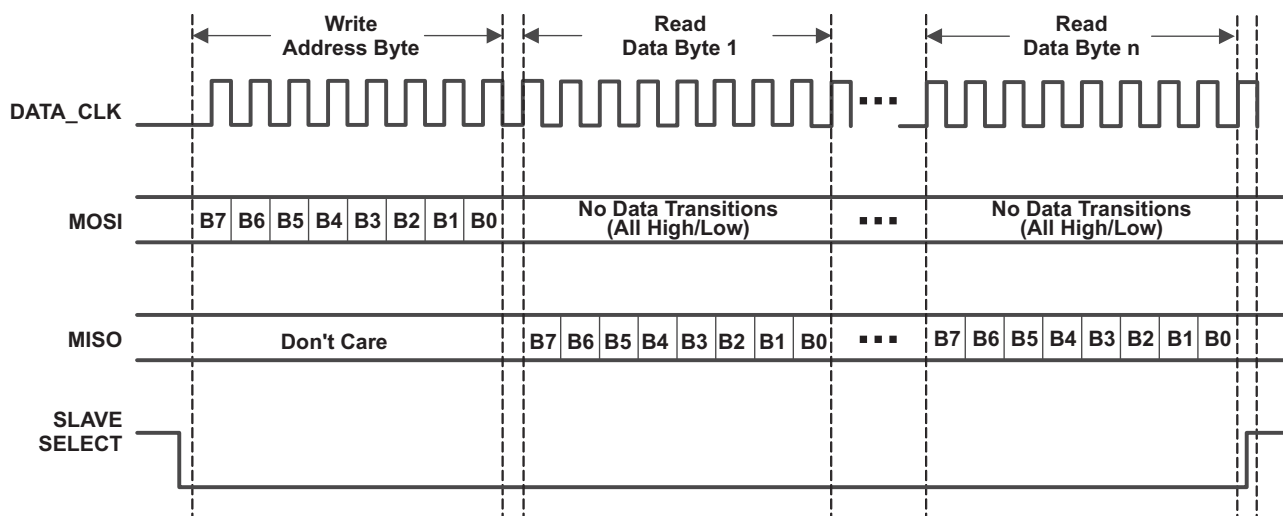 Write
Address Byte
Read
Data Byte 1
Read
Data Byte n
DATA_CLK
...
MOSI
B7 B6 B5 B4 B3 B2 B1 B0
No Data Transitions
(All High/Low)
...
No Data Transitions
(All High/Low)
MISO
Don't Care
B7 B6 B5 B4 B3 B2 B1 B0
...
B7 B6 B5 B4 B3 B2 B1 B0
SLAVE
SELECT